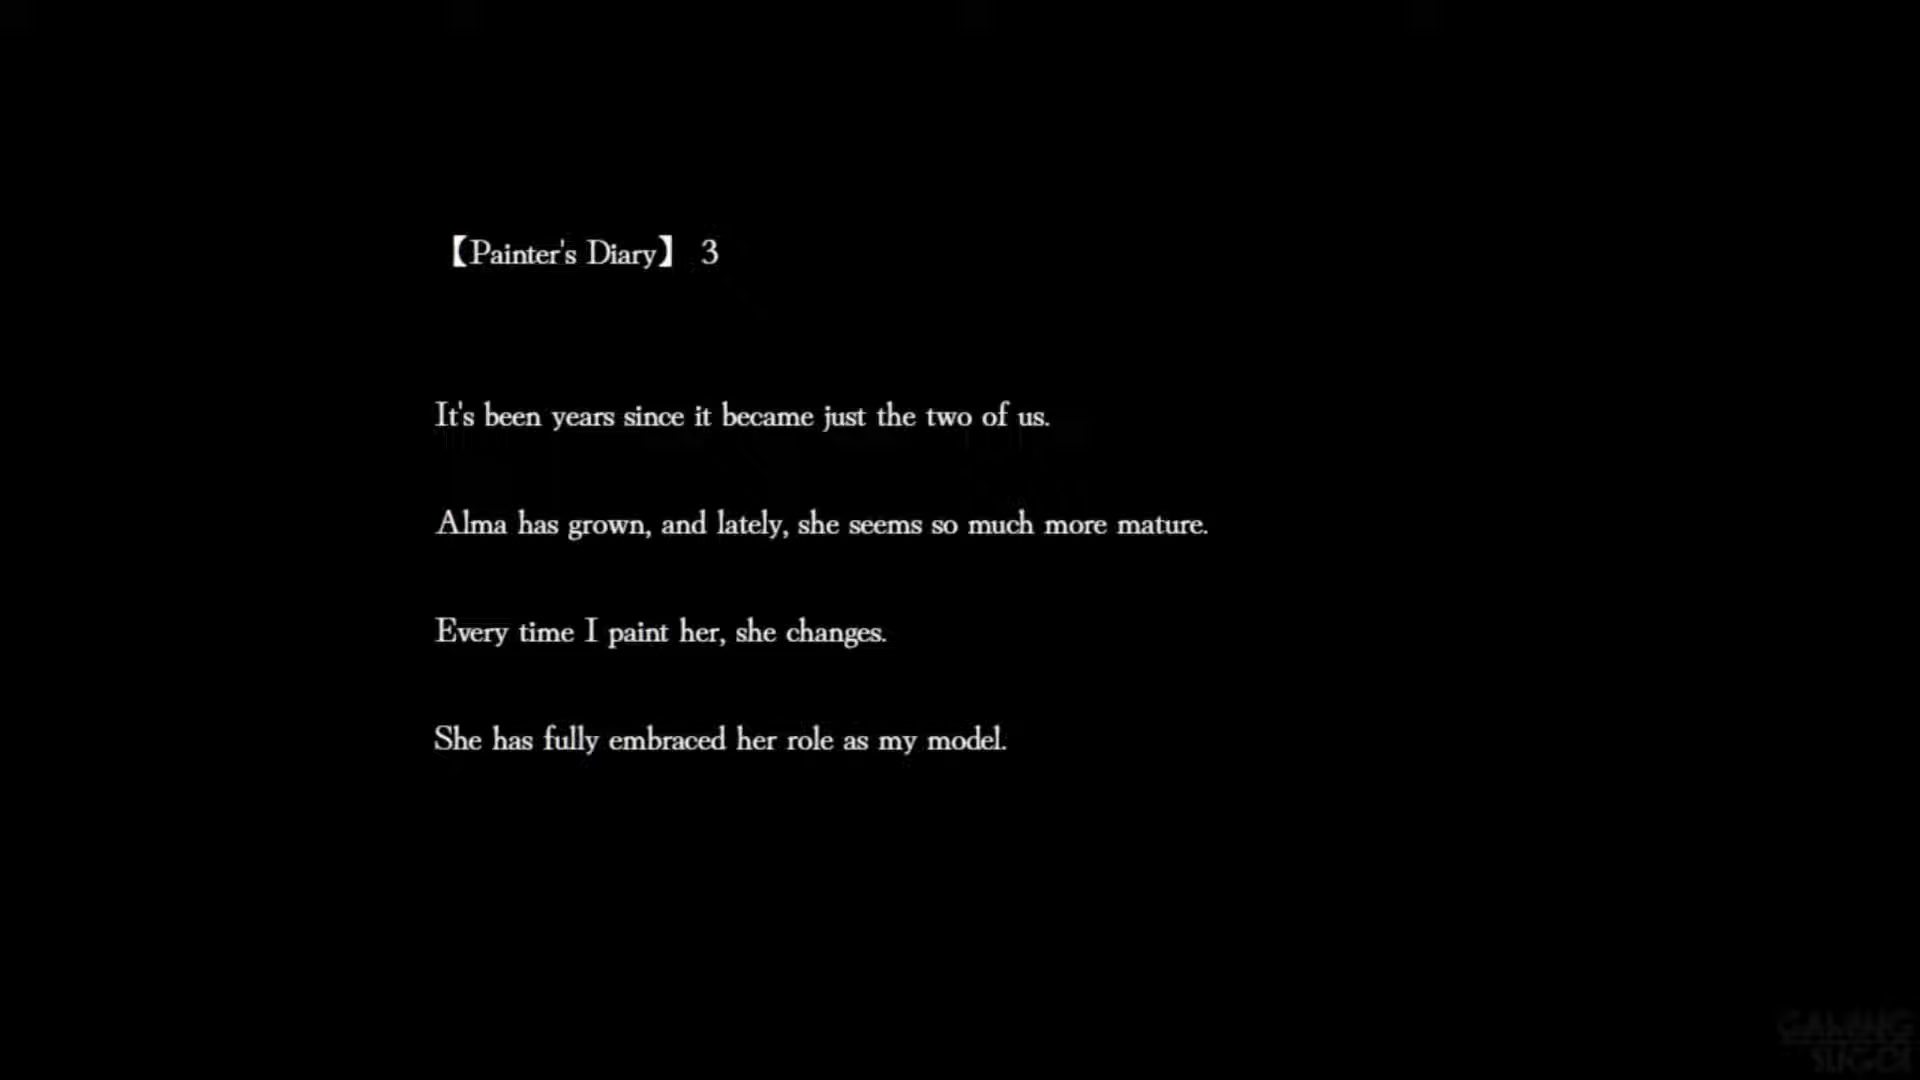 【Painter's Diary】 3
It's been years since it became just the two of us.
Alma has grown, and lately, she seems so much more mature.
Every time I paint her, she changes.
She has fully embraced her role as my model.
GAMING